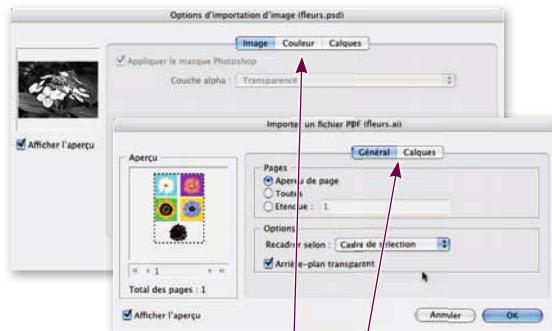 Options d'importation d'image (fleurs.psd)
Image Couleur Calques
Appliquer le masque Photoshop
Couche alpha : Transparence
Afficher l'aperçu
Importer un fichier PDF (fleurs.ai)
Général Calques
Aperçu
Pages
Aperçu de page
Toutes
Etendue : 1
Options
Recadrer selon : Cadre de sélection
Arrière-plan transparent
1
Total des pages : 1
Afficher l'aperçu
Annuler OK